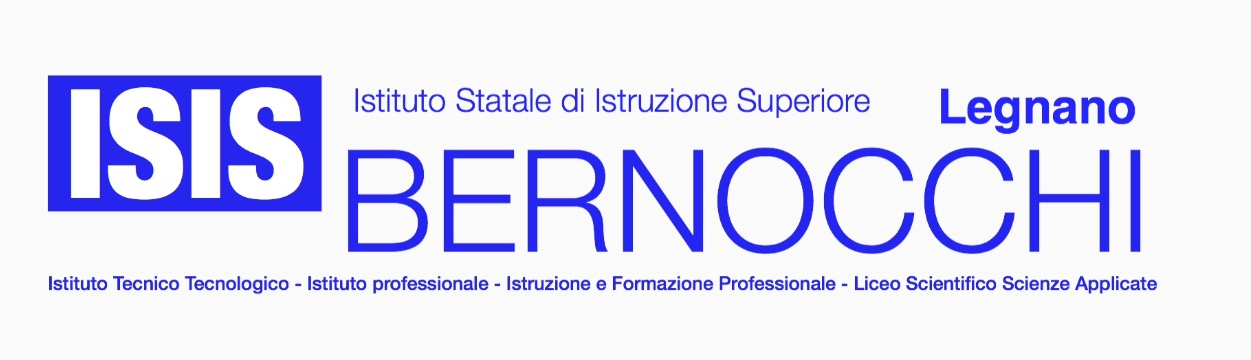 ISIS
Istituto Statale di Istruzione Superiore
Legnano
BERNOCCHI
Istituto Tecnico Tecnologico - Istituto professionale - Istruzione e Formazione Professionale - Liceo Scientifico Scienze Applicate